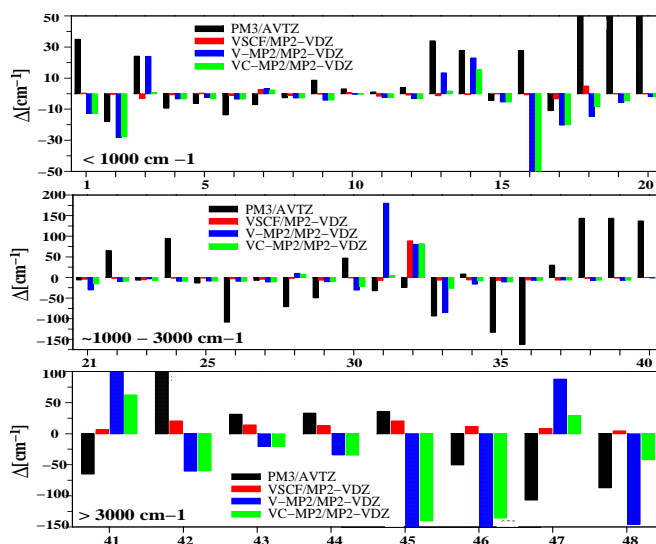 Δ[cm⁻¹]
50
30
10
−10
−30
−50
PM3/AVTZ
VSCF/MP2−VDZ
V−MP2/MP2−VDZ
VC−MP2/MP2−VDZ
< 1000 cm −1
1 5 10 15 20
Δ[cm⁻¹]
200
150
100
50
0
−50
−100
−150
PM3/AVTZ
VSCF/MP2−VDZ
V−MP2/MP2−VDZ
VC−MP2/MP2−VDZ
~1000 − 3000 cm−1
21 25 30 35 40
Δ[cm⁻¹]
100
50
0
−50
−100
−150
PM3/AVTZ
VSCF/MP2−VDZ
V−MP2/MP2−VDZ
VC−MP2/MP2−VDZ
> 3000 cm−1
41 42 43 44 45 46 47 48